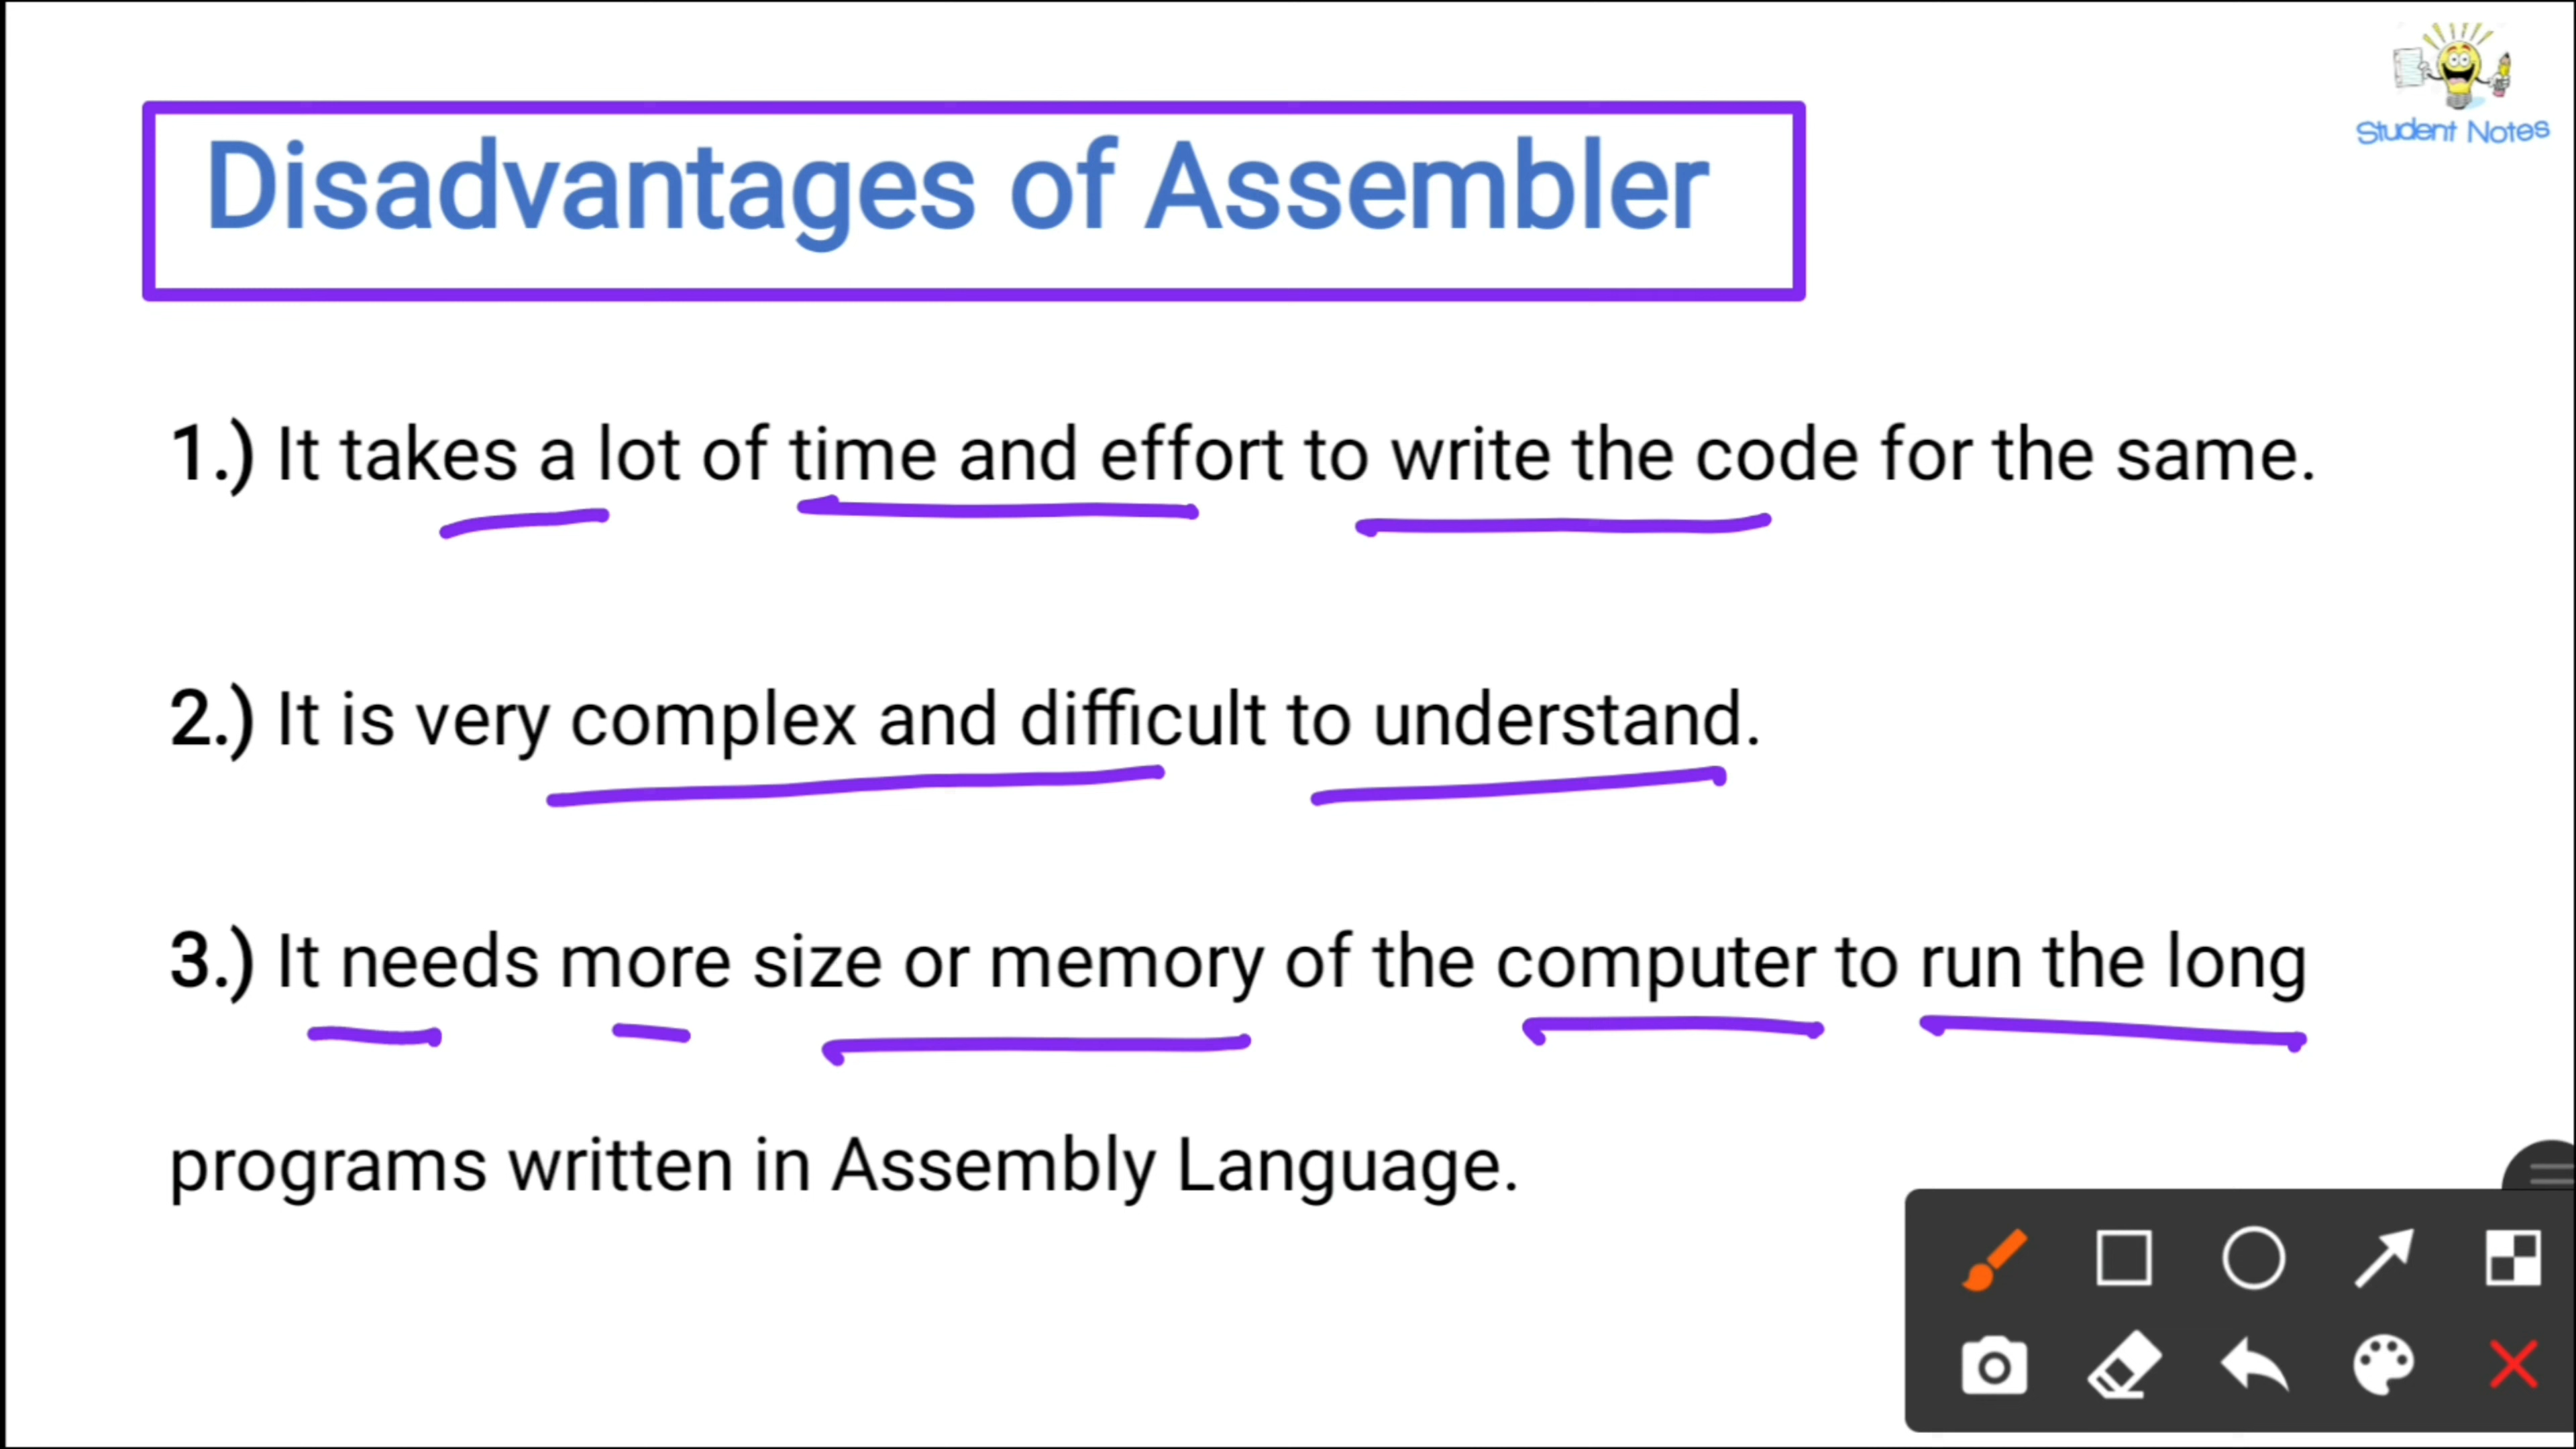 Student Notes
Disadvantages of Assembler
1.) It takes a lot of time and effort to write the code for the same.
2.) It is very complex and difficult to understand.
3.) It needs more size or memory of the computer to run the long
programs written in Assembly Language.